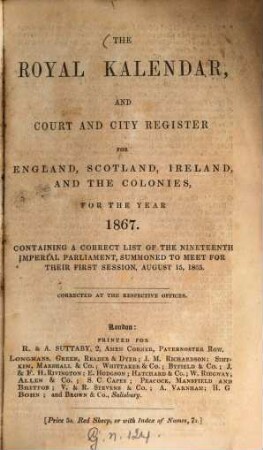 THE
ROYAL KALENDAR,
AND
COURT AND CITY REGISTER
FOR
ENGLAND, SCOTLAND, IRELAND,
AND THE COLONIES,
FOR THE YEAR
1867.
CONTAINING A CORRECT LIST OF THE NINETEENTH
IMPERIAL PARLIAMENT, SUMMONED TO MEET FOR
THEIR FIRST SESSION, AUGUST 15, 1865.
CORRECTED AT THE RESPECTIVE OFFICES.
London:
PRINTED FOR
R. & A. SUTTABY, 2, AMEN CORNER, PATERNOSTER ROW,
LONGMANS, GREEN, READER & DYER; J. M. RICHARDSON; SIMP-
KIN, MARSHALL & CO.; WHITTAKER & CO.; BYFIELD & CO.; J.
& F. H. RIVINGTON; E. HODGSON; HATCHARD & CO.; W. RIDGWAY,
ALLEN & CO.; S. C. CAPES; PEACOCK, MANSFIELD AND
BRITTON; V. & R. STEVENS & CO.; A. VARNHAM; H. G
BOHN; and BROWN & Co., Salisbury.
[Price 5s. Red Sheep, or with Index of Names, 7s.]